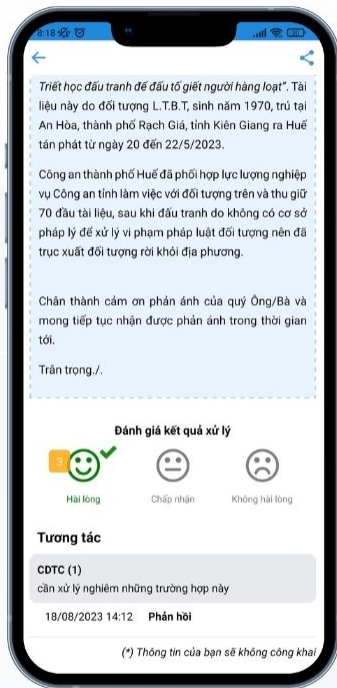 8:18
Triết học đấu tranh để đấu tố giết người hàng loạt". Tài
liệu này do đối tượng L.T.B.T, sinh năm 1970, trú tại
An Hòa, thành phố Rạch Giá, tỉnh Kiên Giang ra Huế
tán phát từ ngày 20 đến 22/5/2023.
Công an thành phố Huế đã phối hợp lực lượng nghiệp
vụ Công an tỉnh làm việc với đối tượng trên và thu giữ
70 đầu tài liệu, sau khi đấu tranh do không có cơ sở
pháp lý để xử lý vi phạm pháp luật đối tượng nên đã
trục xuất đối tượng rời khỏi địa phương.
Chân thành cảm ơn phản ánh của quý Ông/Bà và
mong tiếp tục nhận được phản ánh trong thời gian
tới.
Trân trọng./.
Đánh giá kết quả xử lý
3
Hài lòng Chấp nhận Không hài lòng
Tương tác
CDTC (1)
cần xử lý nghiêm những trường hợp này
18/08/2023 14:12 Phản hồi
(*) Thông tin của bạn sẽ không công khai